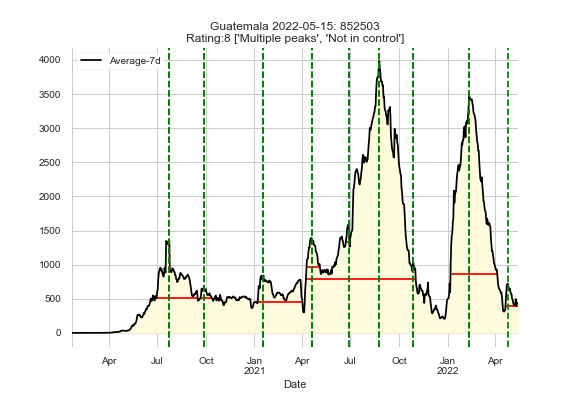 Guatemala 2022-05-15: 852503
Rating:8 ['Multiple peaks', 'Not in control']
Average-7d
4000
3500
3000
2500
2000
1500
1000
500
0
Apr Jul Oct Jan Apr Jul Oct Jan Apr
2021 2022
Date